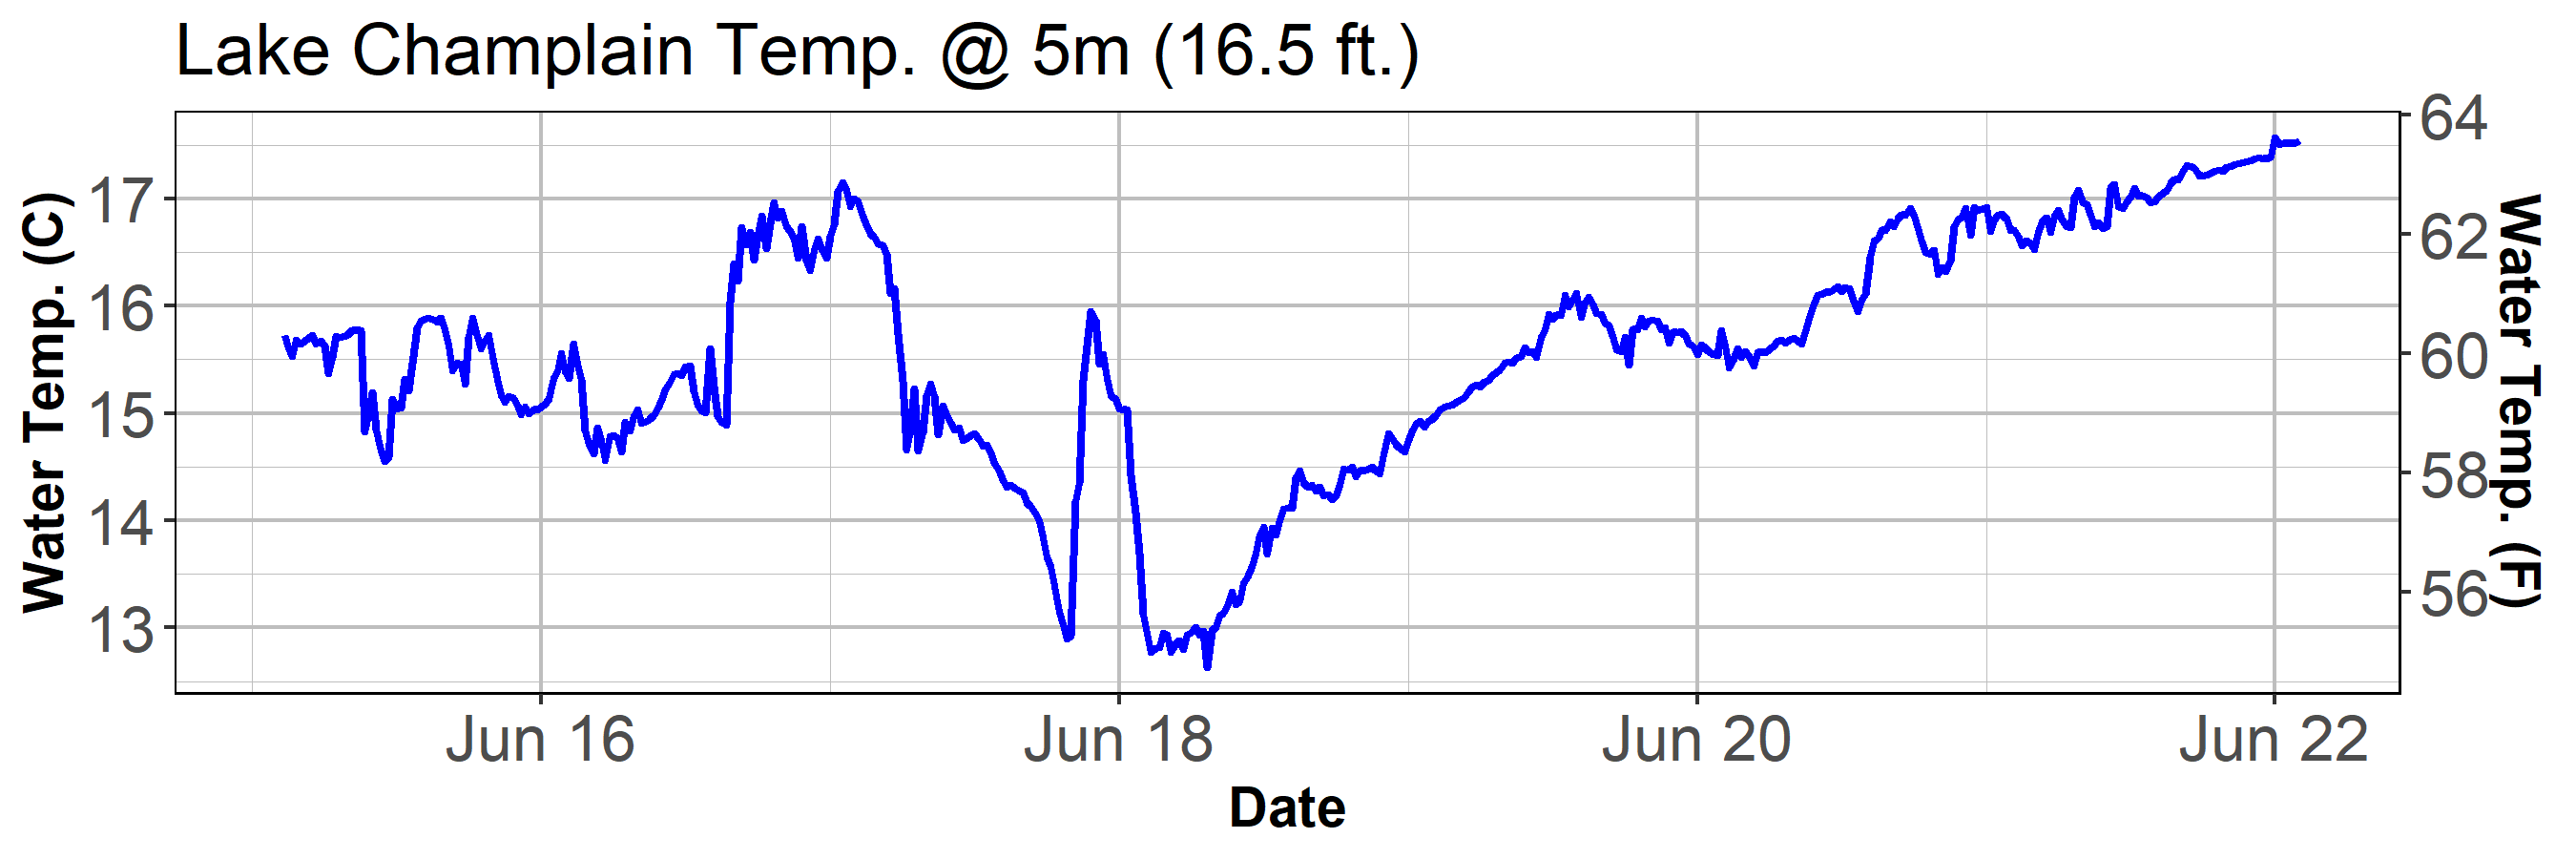 Lake Champlain Temp. @ 5m (16.5 ft.)
Water Temp. (C)
17
16
15
14
13
64
62
60
58
56
Water Temp. (F)
Jun 16 Jun 18 Jun 20 Jun 22
Date